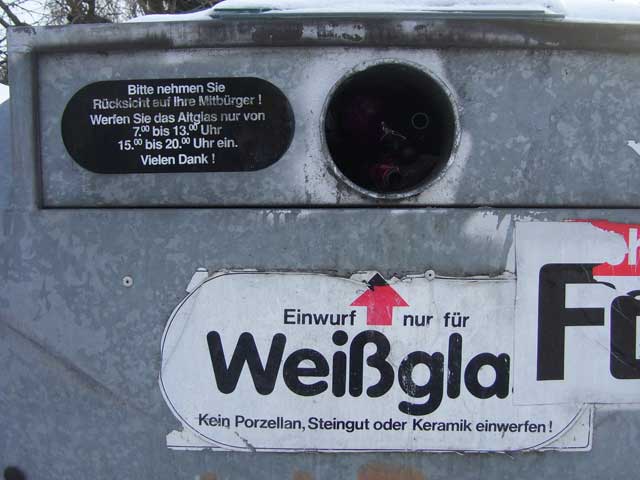 Bitte nehmen Sie
Rücksicht auf Ihre Mitbürger !
Werfen Sie das Altglas nur von
7.00 bis 13.00 Uhr
15.00 bis 20.00 Uhr ein.
Vielen Dank !
Einwurf nur für
Weißgla
Kein Porzellan, Steingut oder Keramik einwerfen !